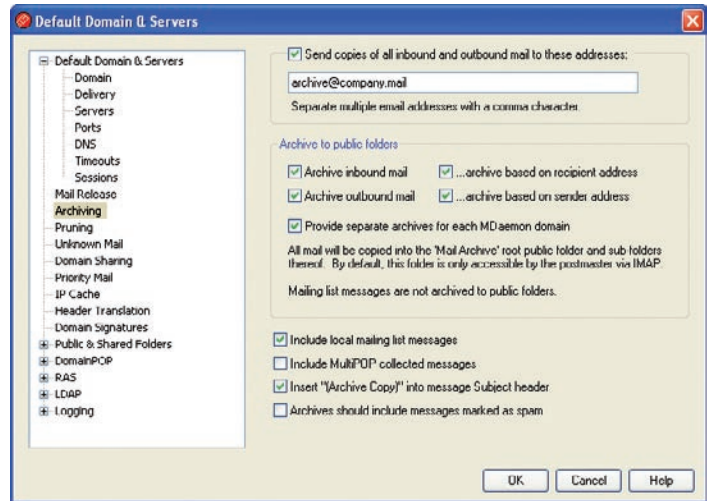 Default Domain & Servers
Default Domain & Servers
Domain
Delivery
Servers
Ports
DNS
Timeouts
Sessions
Mail Release
Archiving
Pruning
Unknown Mail
Domain Sharing
Priority Mail
IP Cache
Header Translation
Domain Signatures
Public & Shared Folders
DomainPOP
RAS
LDAP
Logging
Send copies of all inbound and outbound mail to these addresses:
archive@company.mail
Separate multiple email addresses with a comma character.
Archive to public folders
Archive inbound mail
...archive based on recipient address
Archive outbound mail
...archive based on sender address
Provide separate archives for each MDaemon domain
All mail will be copied into the 'Mail Archive' root public folder and sub folders
thereof. By default, this folder is only accessible by the postmaster via IMAP.
Mailing list messages are not archived to public folders.
Include local mailing list messages
Include MultiPOP collected messages
Insert "(Archive Copy)" into message Subject header
Archives should include messages marked as spam
OK
Cancel
Help